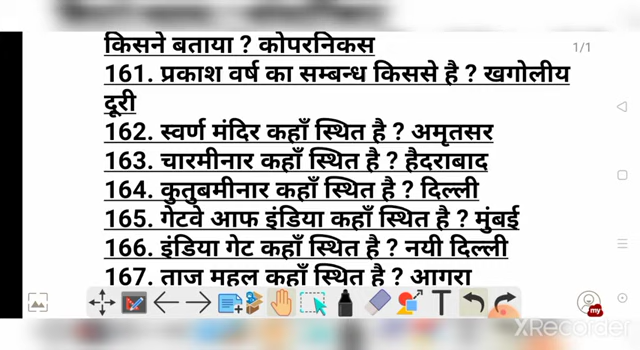 किसने बताया ? कोपरनिकस
1/1
161. प्रकाश वर्ष का सम्बन्ध किससे है ? खगोलीय
दूरी
162. स्वर्ण मंदिर कहाँ स्थित है ? अमृतसर
163. चारमीनार कहाँ स्थित है ? हैदराबाद
164. कुतुबमीनार कहाँ स्थित है ? दिल्ली
165. गेटवे आफ इंडिया कहाँ स्थित है ? मुंबई
166. इंडिया गेट कहाँ स्थित है ? नयी दिल्ली
167. ताज महल कहाँ स्थित है ? आगरा
T
my
XRecorder